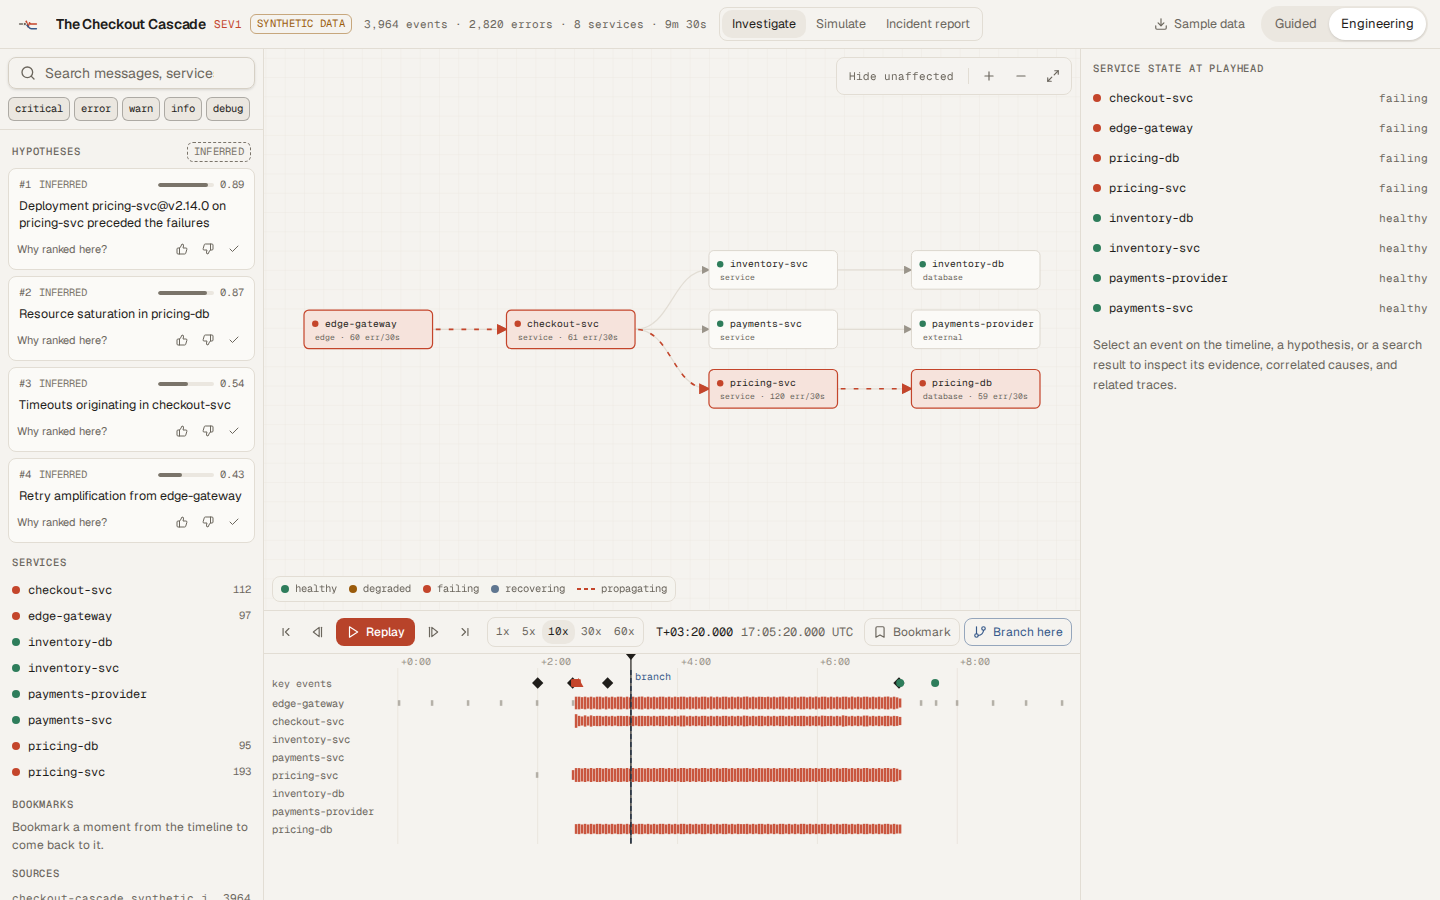 The Checkout Cascade SEV1 SYNTHETIC DATA 3,964 events · 2,820 errors · 8 services · 9m 30s Investigate Simulate Incident report Sample data Guided Engineering
Search messages, service
critical error warn info debug
HYPOTHESES INFERRED
#1 INFERRED 0.89
Deployment pricing-svc@v2.14.0 on
pricing-svc preceded the failures
Why ranked here?
#2 INFERRED 0.87
Resource saturation in pricing-db
Why ranked here?
#3 INFERRED 0.54
Timeouts originating in checkout-svc
Why ranked here?
#4 INFERRED 0.43
Retry amplification from edge-gateway
Why ranked here?
SERVICES
checkout-svc 112
edge-gateway 97
inventory-db
inventory-svc
payments-provider
payments-svc
pricing-db 95
pricing-svc 193
BOOKMARKS
Bookmark a moment from the timeline to
come back to it.
SOURCES
checkout-cascade.synthetic.j 3964
Hide unaffected
inventory-svc
service
inventory-db
database
edge-gateway
edge · 60 err/30s
checkout-svc
service · 61 err/30s
payments-svc
service
payments-provider
external
pricing-svc
service · 120 err/30s
pricing-db
database · 59 err/30s
healthy degraded failing recovering propagating
Replay 1x 5x 10x 30x 60x T+03:20.000 17:05:20.000 UTC Bookmark Branch here
+0:00 +2:00 +4:00 +6:00 +8:00
key events branch
edge-gateway
checkout-svc
inventory-svc
payments-svc
pricing-svc
inventory-db
payments-provider
pricing-db
SERVICE STATE AT PLAYHEAD
checkout-svc failing
edge-gateway failing
pricing-db failing
pricing-svc failing
inventory-db healthy
inventory-svc healthy
payments-provider healthy
payments-svc healthy
Select an event on the timeline, a hypothesis, or a search
result to inspect its evidence, correlated causes, and
related traces.